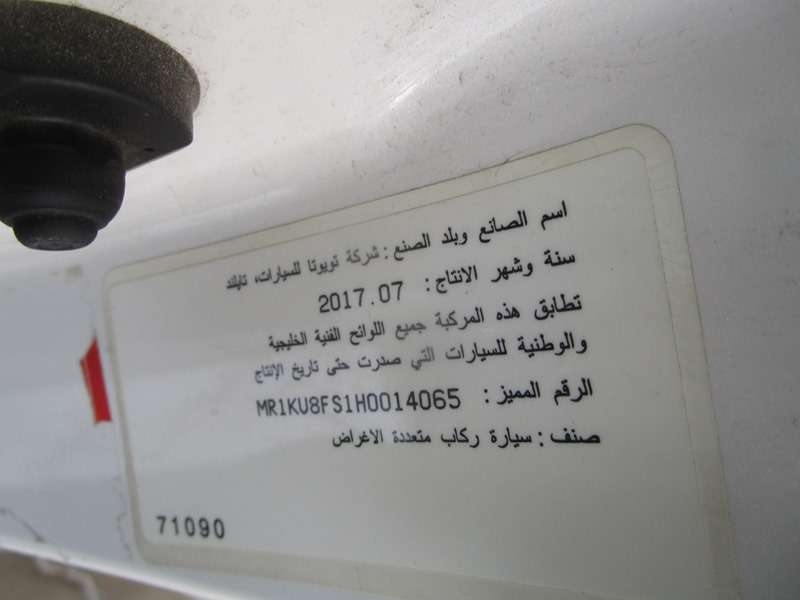 اسم الصانع وبلد الصنع : شركة تويوتا للسيارات، تايلند
سنة وشهر الانتاج : 2017.07
تطابق هذه المركبة جميع اللوائح الفنية الخليجية
والوطنية للسيارات التي صدرت حتى تاريخ الإنتاج
الرقم المميز : MR1KU8FS1H0014065
صنف : سيارة ركاب متعددة الاغراض
71090